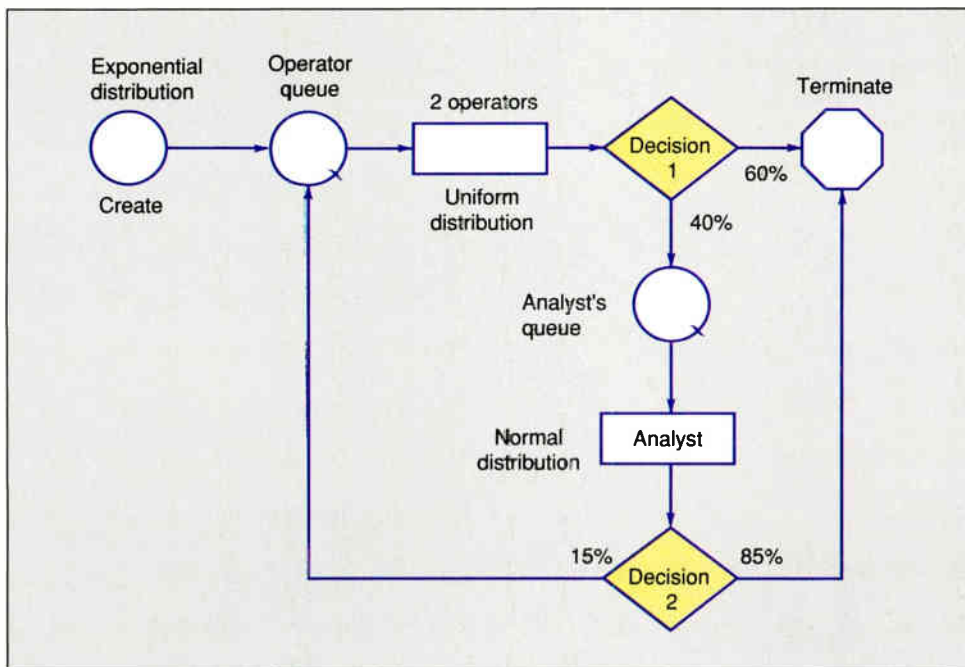 Exponential
distribution
Create
Operator
queue
2 operators
Uniform
distribution
Decision
1
60%
Terminate
40%
Analyst's
queue
Normal
distribution
Analyst
15%
Decision
2
85%